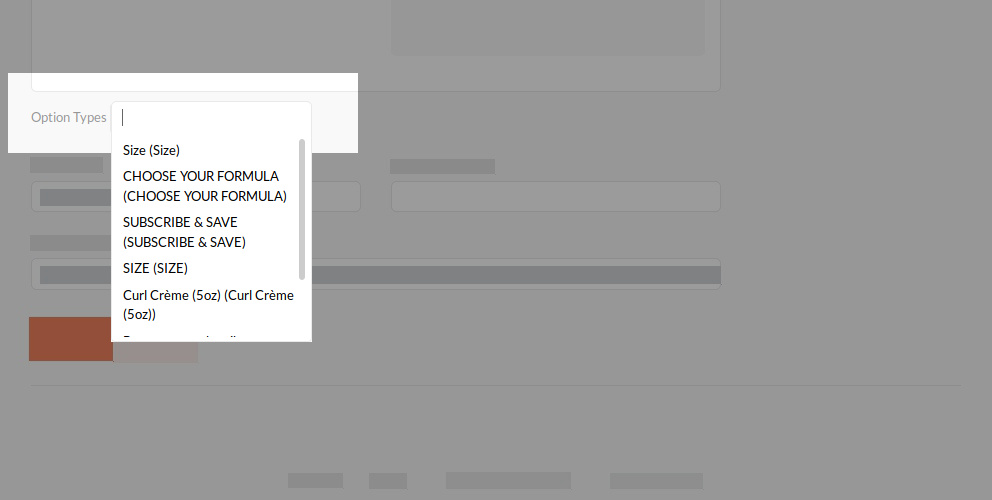 Option Types
Size (Size)
CHOOSE YOUR FORMULA
(CHOOSE YOUR FORMULA)
SUBSCRIBE & SAVE
(SUBSCRIBE & SAVE)
SIZE (SIZE)
Curl Crème (5oz) (Curl Crème
(5oz))